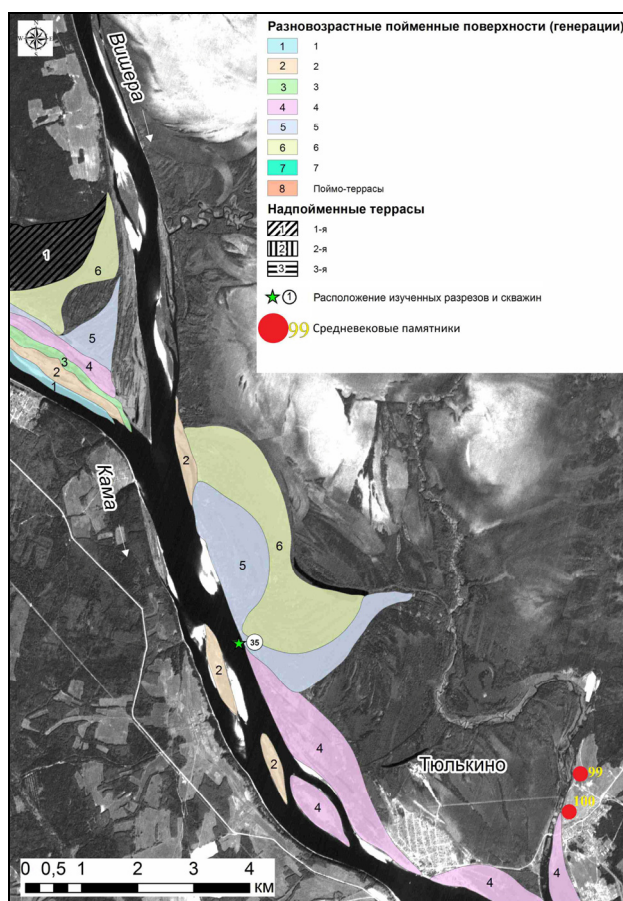 Разновозрастные пойменные поверхности (генерации)
1 1
2 2
3 3
4 4
5 5
6 6
7 7
8 Поймо-террасы
Надпойменные террасы
1 1-я
2 2-я
3 3-я
1 Расположение изученных разрезов и скважин
99 Средневековые памятники
Вишера
1
6
5
3
4
2
1
2
Кама
6
5
35
2
4
Тюлькино
2
99
4
100
4
4
0 0,5 1 2 3 4
км